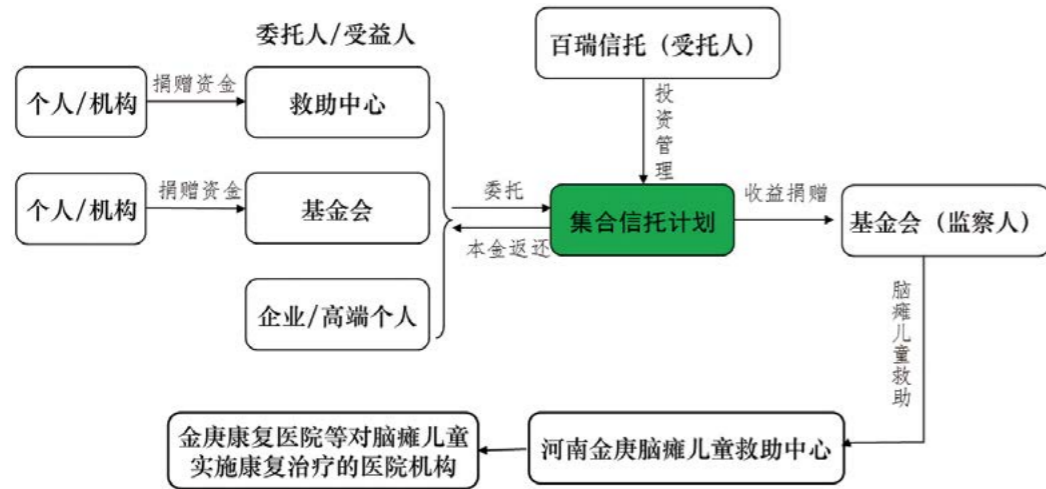 委托人/受益人
百瑞信托（受托人）
个人/机构
捐赠资金
救助中心
投资管理
个人/机构
捐赠资金
基金会
委托
本金返还
集合信托计划
收益捐赠
基金会（监察人）
企业/高端个人
脑瘫儿童救助
金庚康复医院等对脑瘫儿童
实施康复治疗的医院机构
河南金庚脑瘫儿童救助中心